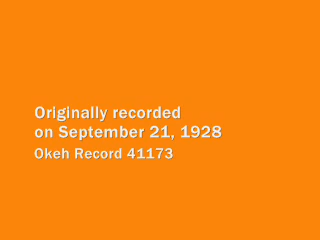 Originally recorded
on September 21, 1928
Okeh Record 41173